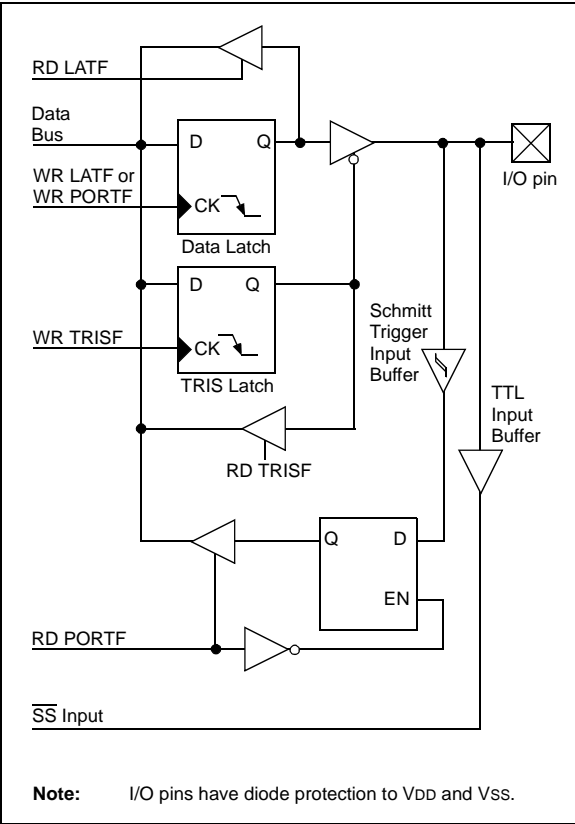 RD LATF
Data
Bus
D Q
I/O pin
WR LATF or
WR PORTF
CK
Data Latch
D Q
WR TRISF
CK
TRIS Latch
Schmitt
Trigger
Input
Buffer
TTL
Input
Buffer
RD TRISF
Q D
EN
RD PORTF
S̅S̅ Input
Note: I/O pins have diode protection to VDD and VSS.